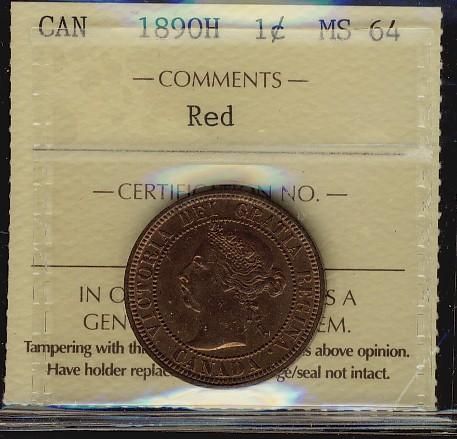 CAN 1890H 1¢ MS 64
— COMMENTS —
Red
— CERTIFICATION NO. —
VICTORIA DEI GRATIA REGINA.
CANADA
IN O S A
GEN EM.
Tampering with th s above opinion.
Have holder replac ge/seal not intact.